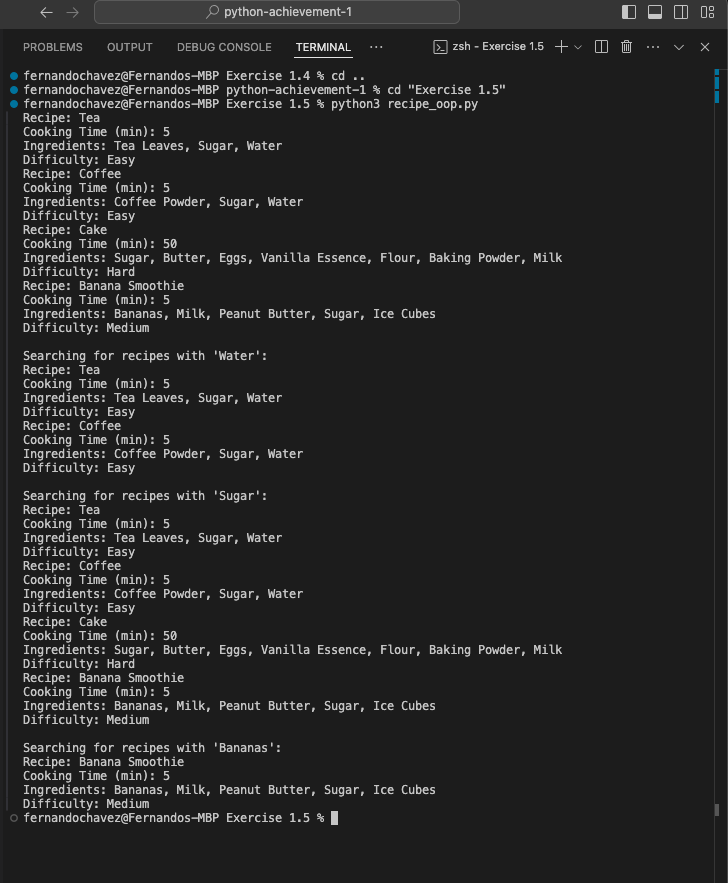 python-achievement-1
PROBLEMS OUTPUT DEBUG CONSOLE TERMINAL ··· zsh - Exercise 1.5
fernandochavez@Fernandos-MBP Exercise 1.4 % cd ..
fernandochavez@Fernandos-MBP python-achievement-1 % cd "Exercise 1.5"
fernandochavez@Fernandos-MBP Exercise 1.5 % python3 recipe_oop.py
Recipe: Tea
Cooking Time (min): 5
Ingredients: Tea Leaves, Sugar, Water
Difficulty: Easy
Recipe: Coffee
Cooking Time (min): 5
Ingredients: Coffee Powder, Sugar, Water
Difficulty: Easy
Recipe: Cake
Cooking Time (min): 50
Ingredients: Sugar, Butter, Eggs, Vanilla Essence, Flour, Baking Powder, Milk
Difficulty: Hard
Recipe: Banana Smoothie
Cooking Time (min): 5
Ingredients: Bananas, Milk, Peanut Butter, Sugar, Ice Cubes
Difficulty: Medium

Searching for recipes with 'Water':
Recipe: Tea
Cooking Time (min): 5
Ingredients: Tea Leaves, Sugar, Water
Difficulty: Easy
Recipe: Coffee
Cooking Time (min): 5
Ingredients: Coffee Powder, Sugar, Water
Difficulty: Easy

Searching for recipes with 'Sugar':
Recipe: Tea
Cooking Time (min): 5
Ingredients: Tea Leaves, Sugar, Water
Difficulty: Easy
Recipe: Coffee
Cooking Time (min): 5
Ingredients: Coffee Powder, Sugar, Water
Difficulty: Easy
Recipe: Cake
Cooking Time (min): 50
Ingredients: Sugar, Butter, Eggs, Vanilla Essence, Flour, Baking Powder, Milk
Difficulty: Hard
Recipe: Banana Smoothie
Cooking Time (min): 5
Ingredients: Bananas, Milk, Peanut Butter, Sugar, Ice Cubes
Difficulty: Medium

Searching for recipes with 'Bananas':
Recipe: Banana Smoothie
Cooking Time (min): 5
Ingredients: Bananas, Milk, Peanut Butter, Sugar, Ice Cubes
Difficulty: Medium
fernandochavez@Fernandos-MBP Exercise 1.5 %